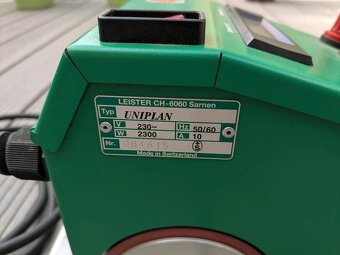 LEISTER CH-6060 Sarnen
Typ UNIPLAN
V 230~ Hz 50/60
W 2300 A 10
Nr.
Made in Switzerland